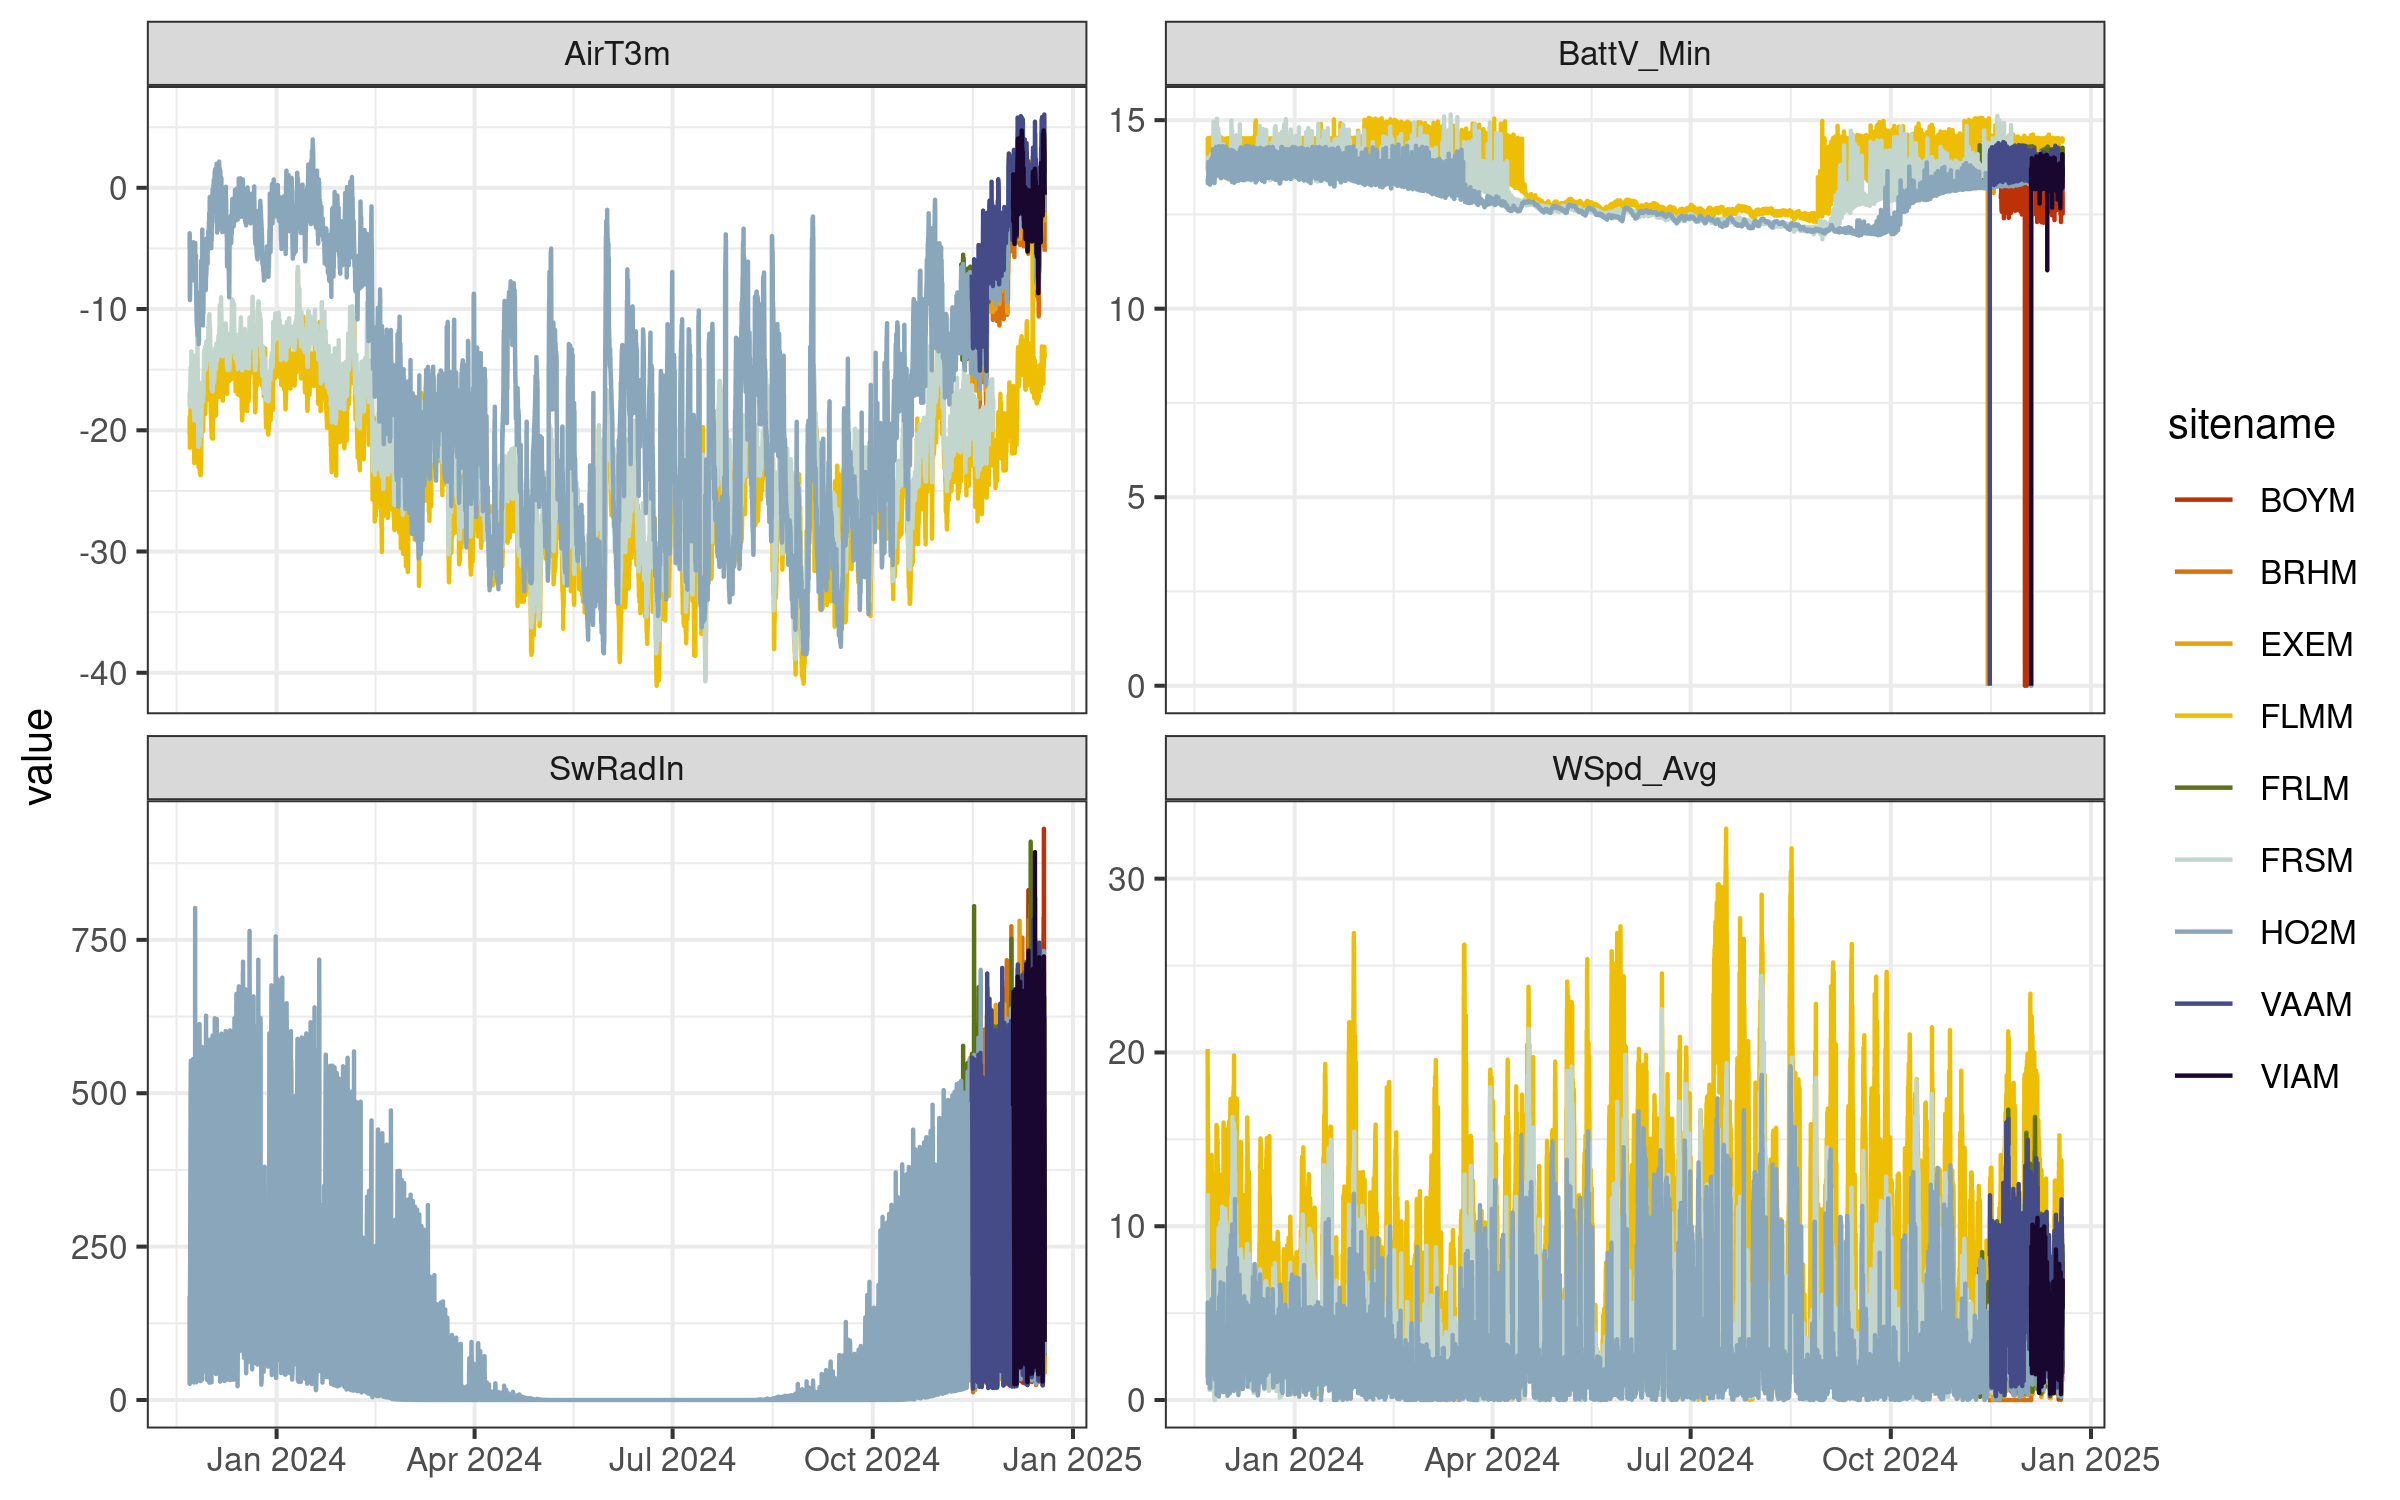 AirT3m
BattV_Min
0
-10
-20
-30
-40
15
10
5
0
value
SwRadIn
WSpd_Avg
750
500
250
0
30
20
10
0
Jan 2024
Apr 2024
Jul 2024
Oct 2024
Jan 2025
Jan 2024
Apr 2024
Jul 2024
Oct 2024
Jan 2025
sitename
BOYM
BRHM
EXEM
FLMM
FRLM
FRSM
HO2M
VAAM
VIAM